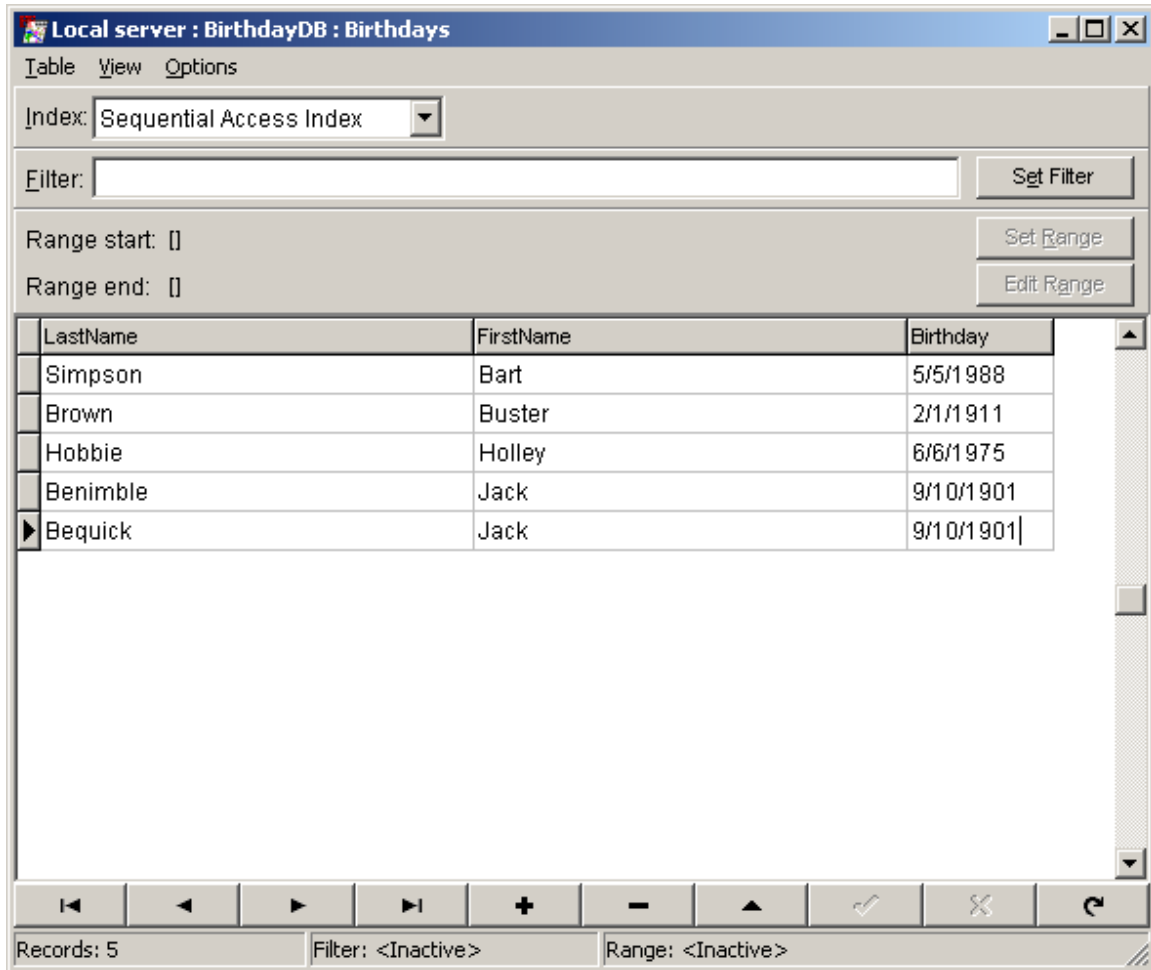 Local server : BirthdayDB : Birthdays
Table View Options
Index: Sequential Access Index
Filter: Set Filter
Range start: [] Set Range
Range end: [] Edit Range
LastName FirstName Birthday
Simpson Bart 5/5/1988
Brown Buster 2/1/1911
Hobbie Holley 6/6/1975
Benimble Jack 9/10/1901
Bequick Jack 9/10/1901
Records: 5 Filter: <Inactive> Range: <Inactive>